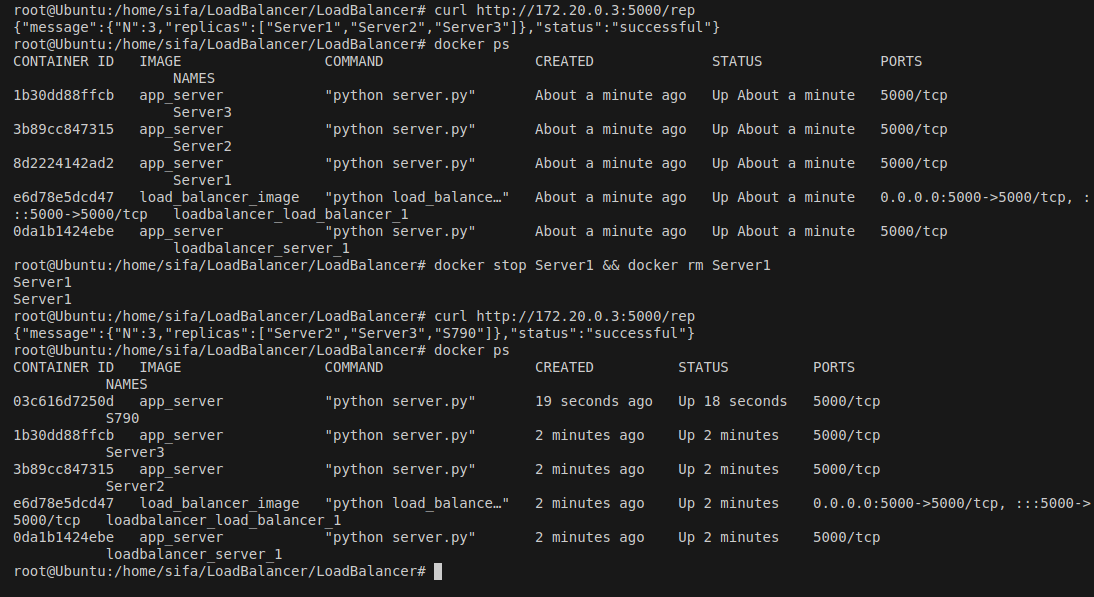 root@Ubuntu:/home/sifa/LoadBalancer/LoadBalancer# curl http://172.20.0.3:5000/rep
{"message":{"N":3,"replicas":["Server1","Server2","Server3"]},"status":"successful"}
root@Ubuntu:/home/sifa/LoadBalancer/LoadBalancer# docker ps
CONTAINER ID   IMAGE                 COMMAND                  CREATED              STATUS              PORTS
                   NAMES
1b30dd88ffcb   app_server            "python server.py"       About a minute ago   Up About a minute   5000/tcp
                   Server3
3b89cc847315   app_server            "python server.py"       About a minute ago   Up About a minute   5000/tcp
                   Server2
8d2224142ad2   app_server            "python server.py"       About a minute ago   Up About a minute   5000/tcp
                   Server1
e6d78e5dcd47   load_balancer_image   "python load_balance…"   About a minute ago   Up About a minute   0.0.0.0:5000->5000/tcp, :
::5000->5000/tcp   loadbalancer_load_balancer_1
0da1b1424ebe   app_server            "python server.py"       About a minute ago   Up About a minute   5000/tcp
                   loadbalancer_server_1
root@Ubuntu:/home/sifa/LoadBalancer/LoadBalancer# docker stop Server1 && docker rm Server1
Server1
Server1
root@Ubuntu:/home/sifa/LoadBalancer/LoadBalancer# curl http://172.20.0.3:5000/rep
{"message":{"N":3,"replicas":["Server2","Server3","S790"]},"status":"successful"}
root@Ubuntu:/home/sifa/LoadBalancer/LoadBalancer# docker ps
CONTAINER ID   IMAGE                 COMMAND                  CREATED          STATUS          PORTS
           NAMES
03c616d7250d   app_server            "python server.py"       19 seconds ago   Up 18 seconds   5000/tcp
           S790
1b30dd88ffcb   app_server            "python server.py"       2 minutes ago    Up 2 minutes    5000/tcp
           Server3
3b89cc847315   app_server            "python server.py"       2 minutes ago    Up 2 minutes    5000/tcp
           Server2
e6d78e5dcd47   load_balancer_image   "python load_balance…"   2 minutes ago    Up 2 minutes    0.0.0.0:5000->5000/tcp, :::5000->
5000/tcp   loadbalancer_load_balancer_1
0da1b1424ebe   app_server            "python server.py"       2 minutes ago    Up 2 minutes    5000/tcp
           loadbalancer_server_1
root@Ubuntu:/home/sifa/LoadBalancer/LoadBalancer#